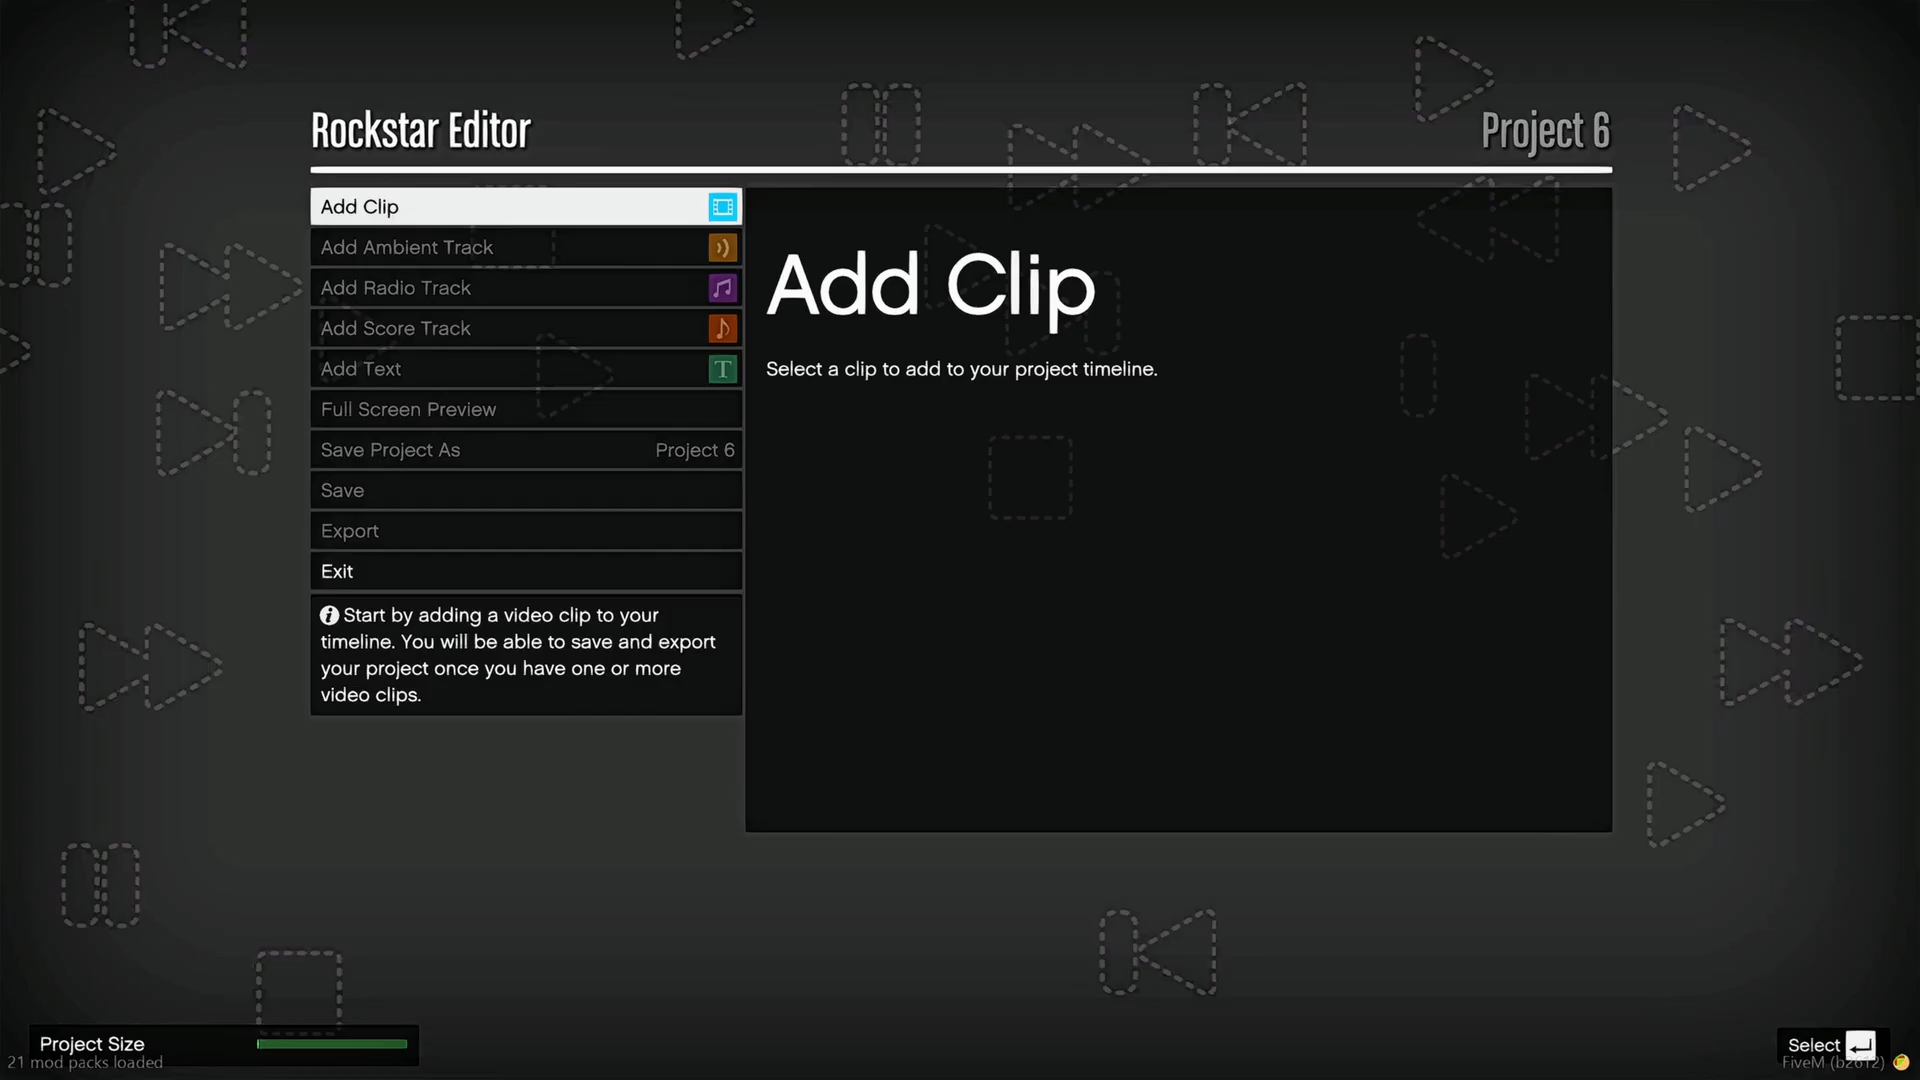 Rockstar Editor
Project 6
Add Clip
Add Ambient Track
Add Radio Track
Add Score Track
Add Text
T
Full Screen Preview
Save Project As Project 6
Save
Export
Exit
i Start by adding a video clip to your
timeline. You will be able to save and export
your project once you have one or more
video clips.
Add Clip
Select a clip to add to your project timeline.
Project Size
21 mod packs loaded
Select
FiveM (b2612)